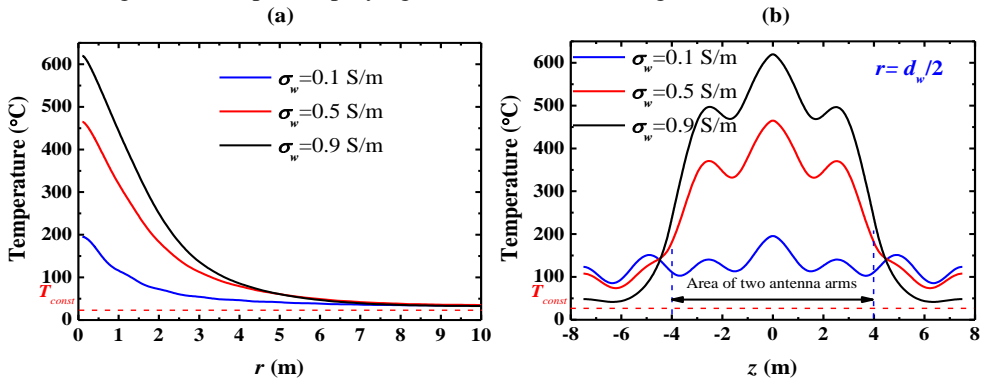 (a)
(b)
600
500
400
300
200
100
0
Temperature (°C)
T const
σw=0.1 S/m
σw=0.5 S/m
σw=0.9 S/m
0 1 2 3 4 5 6 7 8 9 10
r (m)
600
500
400
300
200
100
0
Temperature (°C)
T const
σw=0.1 S/m
σw=0.5 S/m
σw=0.9 S/m
r= dw/2
Area of two antenna arms
-8 -6 -4 -2 0 2 4 6 8
z (m)